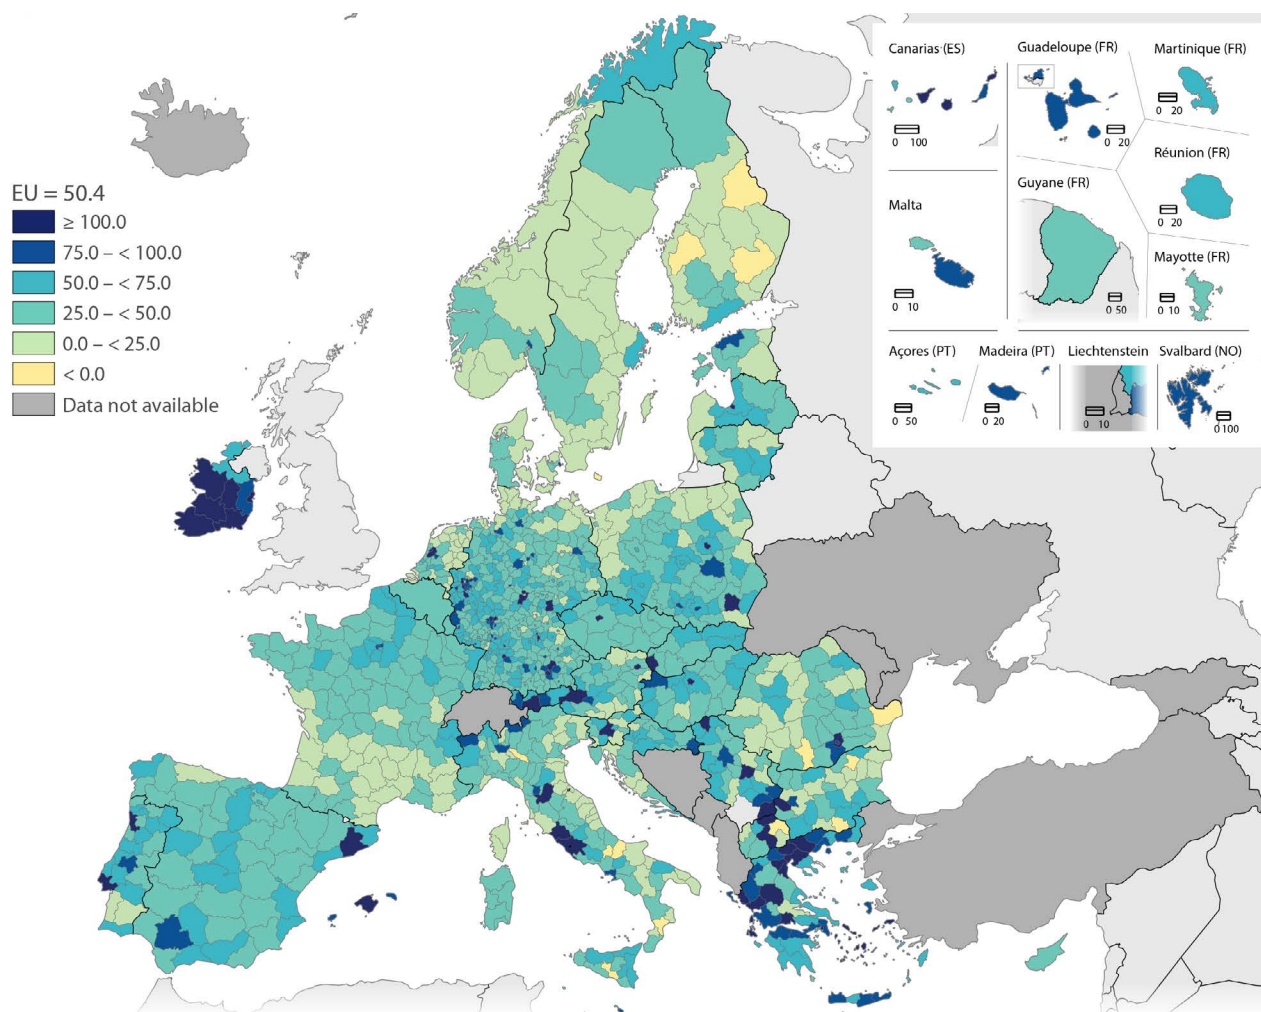 EU = 50.4
≥ 100.0
75.0 – < 100.0
50.0 – < 75.0
25.0 – < 50.0
0.0 – < 25.0
< 0.0
Data not available
Canarias (ES)
0 100
Guadeloupe (FR)
0 20
Martinique (FR)
0 20
Réunion (FR)
0 20
Malta
0 10
Guyane (FR)
0 50
Mayotte (FR)
0 10
Açores (PT)
0 50
Madeira (PT)
0 20
Liechtenstein
0 10
Svalbard (NO)
0 100